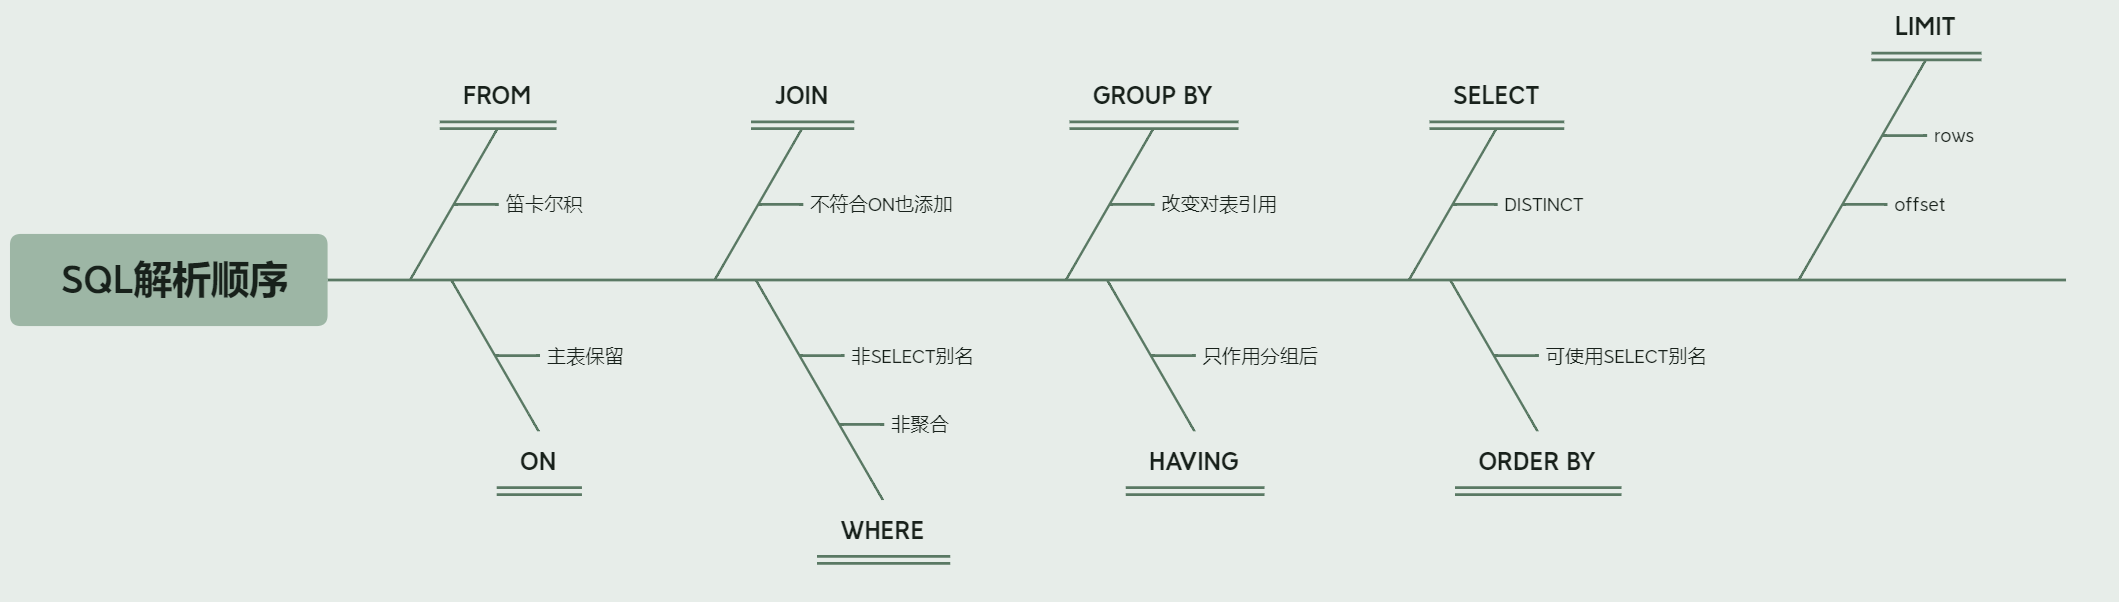 SQL解析顺序
FROM
笛卡尔积
ON
主表保留
JOIN
不符合ON也添加
WHERE
非SELECT别名
非聚合
GROUP BY
改变对表引用
HAVING
只作用分组后
SELECT
DISTINCT
ORDER BY
可使用SELECT别名
LIMIT
rows
offset